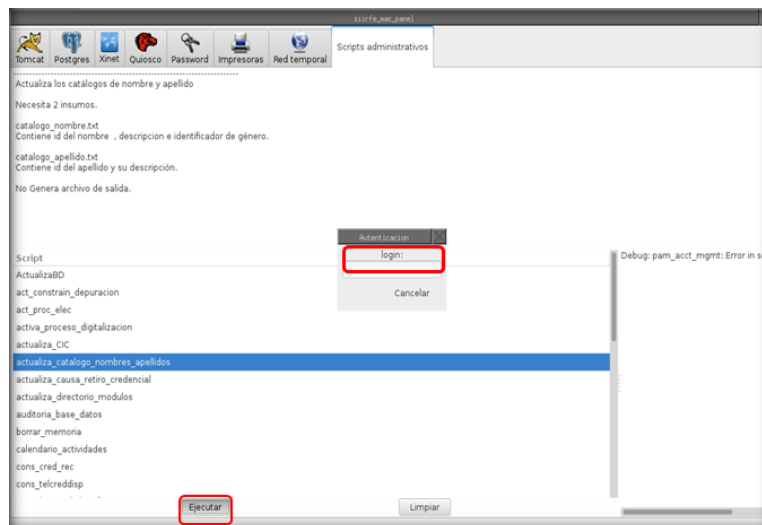 siirfe_mac_panel
Tomcat Postgres Xinet Quiosco Password Impresoras Red temporal Scripts administrativos
Actualiza los catálogos de nombre y apellido
Necesita 2 insumos.
catalogo_nombre.txt
Contiene id del nombre , descripcion e identificador de género.
catalogo_apellido.txt
Contiene id del apellido y su descripción.
No Genera archivo de salida.
Autenticacion
login:
Cancelar
Script
Debug: pam_acct_mgmt: Error in s
ActualizaBD
act_constrain_depuracion
act_proc_elec
activa_proceso_digitalizacion
actualiza_CIC
actualiza_catalogo_nombres_apellidos
actualiza_causa_retiro_credencial
actualiza_directorio_modulos
auditoria_base_datos
borrar_memoria
calendario_actividades
cons_cred_rec
cons_telcreddisp
Ejecutar
Limpiar